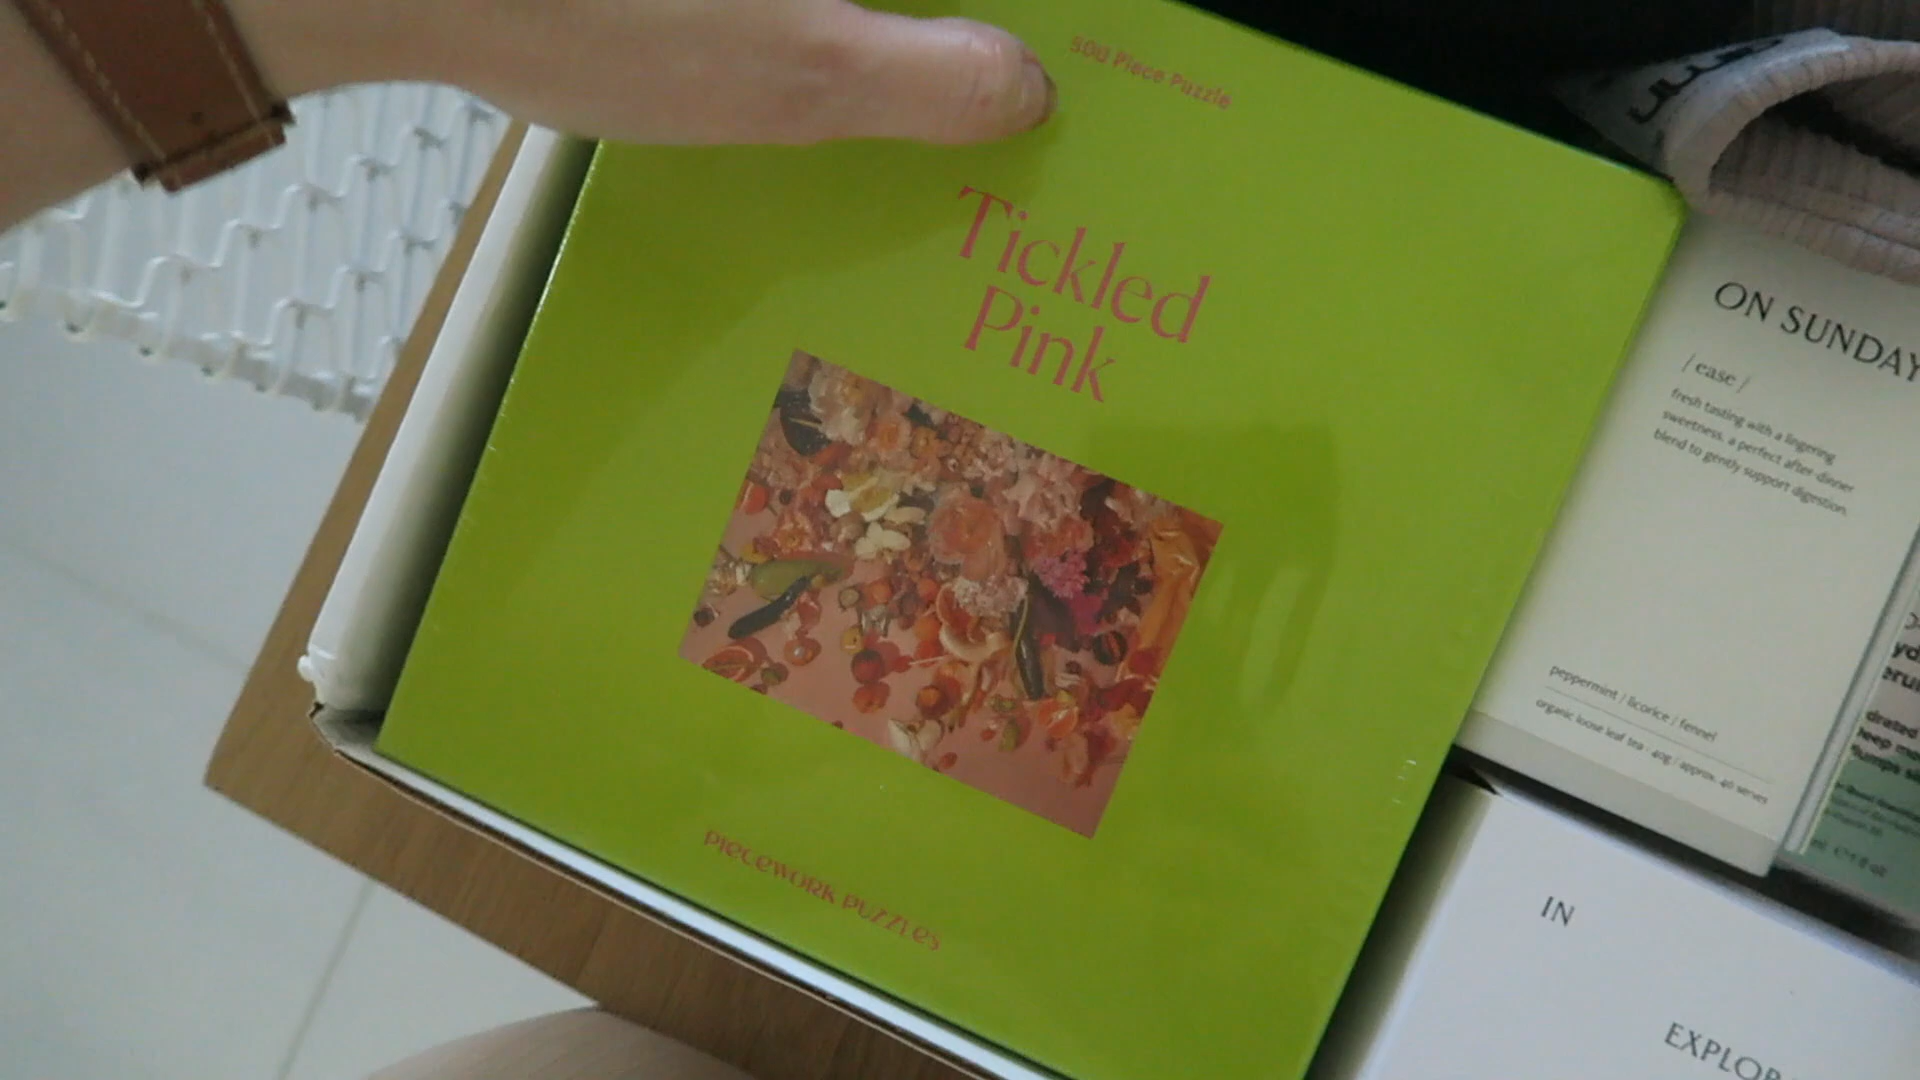 500 Piece Puzzle
Tickled
Pink
PIECEWORK PUZZLES
ON SUNDAY
/ ease /
fresh tasting with a lingering
sweetness, a perfect after-dinner
blend to gently support digestion.
peppermint / licorice / fennel
organic loose leaf tea - 40g / approx. 40 serves
IN
EXPLOR